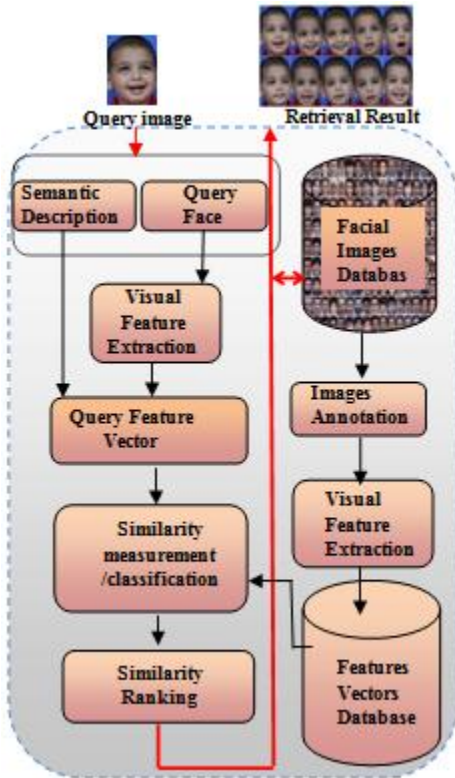 Query image
Retrieval Result
Semantic
Description
Query
Face
Visual
Feature
Extraction
Query Feature
Vector
Similarity
measurement
/classification
Similarity
Ranking
Facial
Images
Databas
Images
Annotation
Visual
Feature
Extraction
Features
Vectors
Database